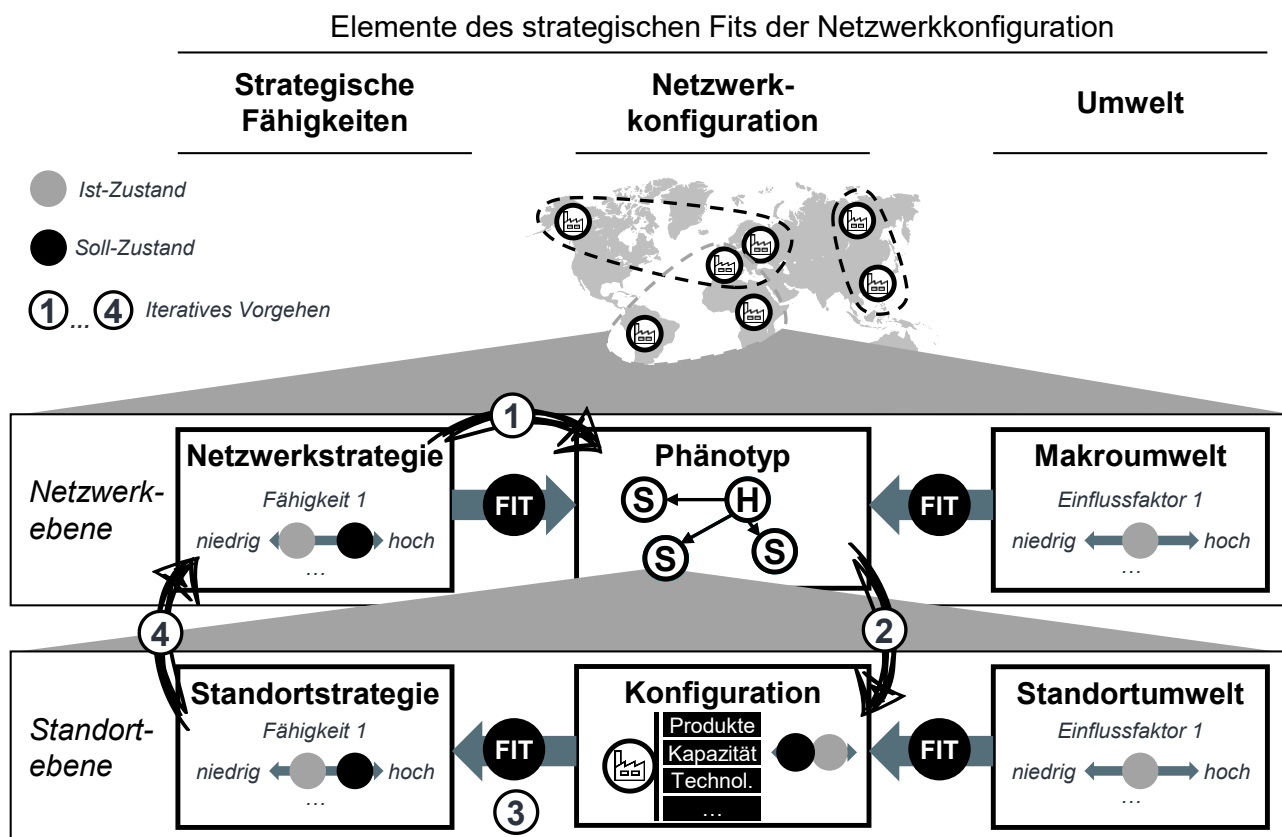 Elemente des strategischen Fits der Netzwerkkonfiguration
Strategische
Fähigkeiten
Netzwerk-
konfiguration
Umwelt
Ist-Zustand
Soll-Zustand
1 ... 4 Iteratives Vorgehen
1
Netzwerk-
ebene
Netzwerkstrategie
Fähigkeit 1
niedrig hoch
...
FIT
Phänotyp
S H
S S
FIT
Makroumwelt
Einflussfaktor 1
niedrig hoch
...
4
2
Standort-
ebene
Standortstrategie
Fähigkeit 1
niedrig hoch
...
FIT
3
Konfiguration
Produkte
Kapazität
Technol.
...
FIT
Standortumwelt
Einflussfaktor 1
niedrig hoch
...